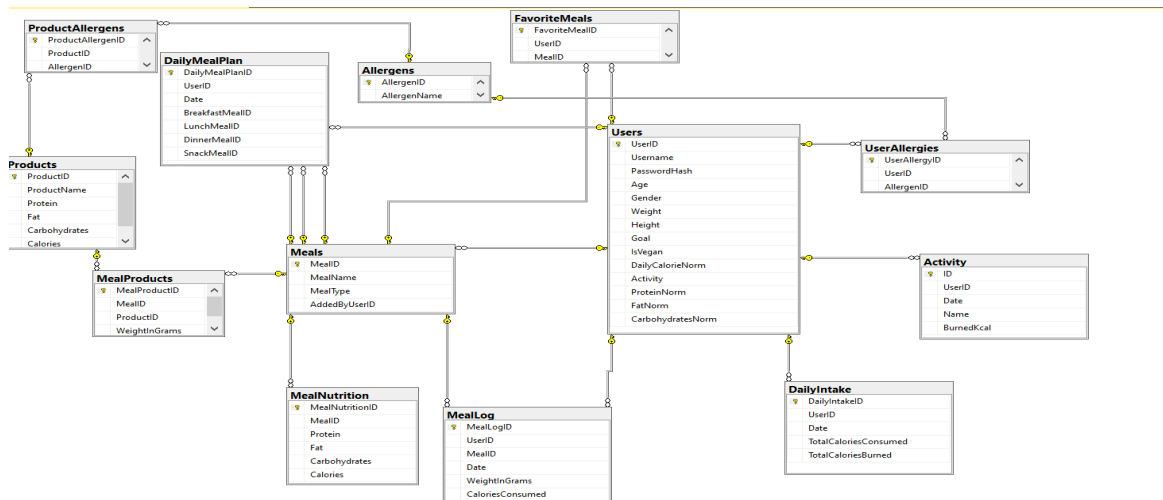 ProductAllergens
ProductAllergenID
ProductID
AllergenID
DailyMealPlan
DailyMealPlanID
UserID
Date
BreakfastMealID
LunchMealID
DinnerMealID
SnackMealID
Allergens
AllergenID
AllergenName
FavoriteMeals
FavoriteMealID
UserID
MealID
Users
UserID
Username
PasswordHash
Age
Gender
Weight
Height
Goal
IsVegan
DailyCalorieNorm
Activity
ProteinNorm
FatNorm
CarbohydratesNorm
UserAllergies
UserAllergyID
UserID
AllergenID
Products
ProductID
ProductName
Protein
Fat
Carbohydrates
Calories
MealProducts
MealProductID
MealID
ProductID
WeightInGrams
Meals
MealID
MealName
MealType
AddedByUserID
Activity
ID
UserID
Date
Name
BurnedKcal
MealNutrition
MealNutritionID
MealID
Protein
Fat
Carbohydrates
Calories
MealLog
MealLogID
UserID
MealID
Date
WeightInGrams
CaloriesConsumed
DailyIntake
DailyIntakeID
UserID
Date
TotalCaloriesConsumed
TotalCaloriesBurned